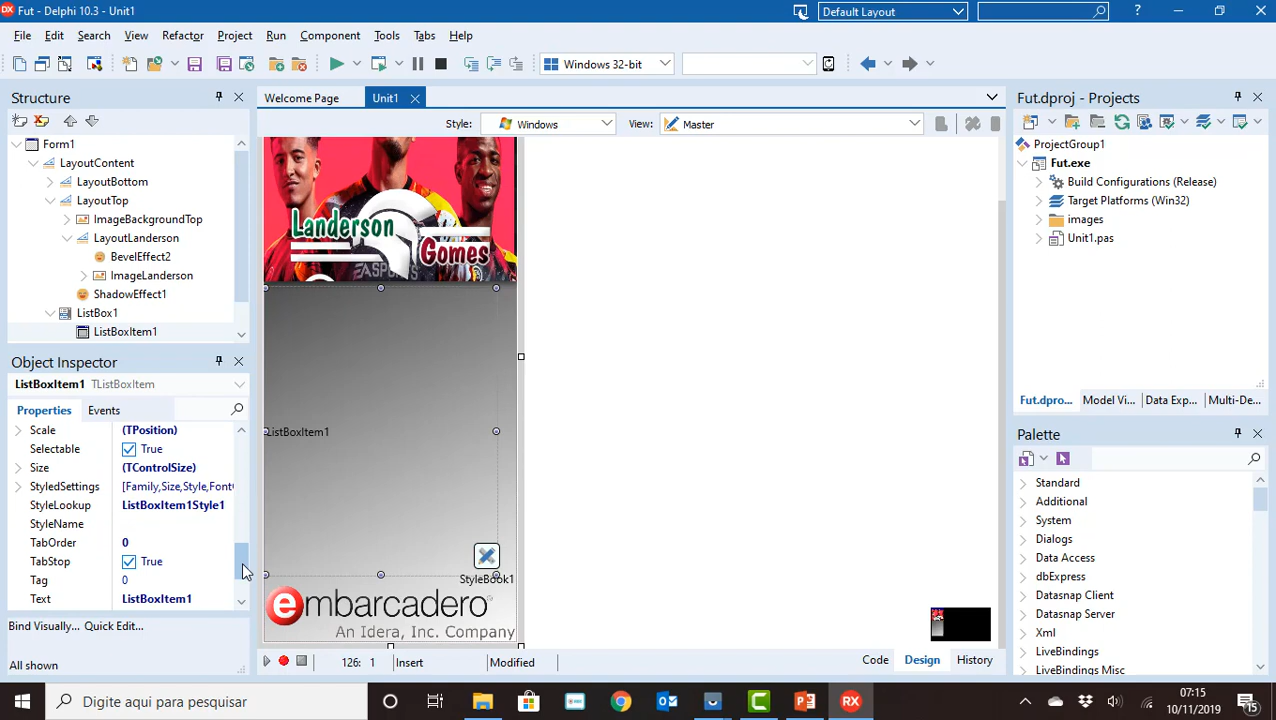 Fut - Delphi 10.3 - Unit1
Default Layout
File Edit Search View Refactor Project Run Component Tools Tabs Help
Windows 32-bit
Structure
Form1
LayoutContent
LayoutBottom
LayoutTop
ImageBackgroundTop
LayoutLanderson
BevelEffect2
ImageLanderson
ShadowEffect1
ListBox1
ListBoxItem1
Object Inspector
ListBoxItem1 TListBoxItem
Properties Events
Scale (TPosition)
Selectable True
Size (TControlSize)
StyledSettings [Family,Size,Style,Font
StyleLookup ListBoxItem1Style1
StyleName
TabOrder 0
TabStop True
Tag 0
Text ListBoxItem1
Bind Visually... Quick Edit...
All shown
Welcome Page Unit1
Style: Windows View: Master
Landerson
Gomes
EA SPORTS
ListBoxItem1
StyleBook1
embarcadero
An Idera, Inc. Company
126: 1 Insert Modified
Code Design History
Fut.dproj - Projects
ProjectGroup1
Fut.exe
Build Configurations (Release)
Target Platforms (Win32)
images
Unit1.pas
Fut.dpro... Model Vi... Data Exp... Multi-De...
Palette
Standard
Additional
System
Dialogs
Data Access
dbExpress
Datasnap Client
Datasnap Server
Xml
LiveBindings
LiveBindings Misc
Digite aqui para pesquisar
07:15
10/11/2019
15